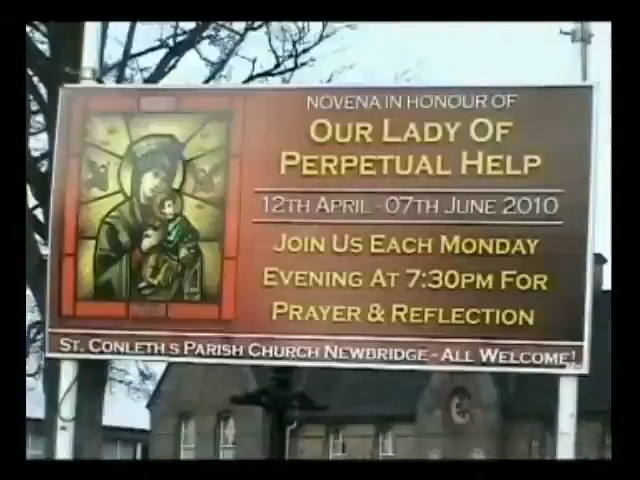 NOVENA IN HONOUR OF
OUR LADY OF
PERPETUAL HELP
12TH APRIL - 07TH JUNE 2010
JOIN US EACH MONDAY
EVENING AT 7:30PM FOR
PRAYER & REFLECTION
ST. CONLETH'S PARISH CHURCH NEWBRIDGE - ALL WELCOME!